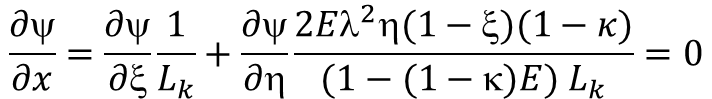 ∂ψ/∂x = ∂ψ/∂ξ 1/L_k + ∂ψ/∂η 2Eλ²η(1 − ξ)(1 − κ)/((1 − (1 − κ)E) L_k) = 0